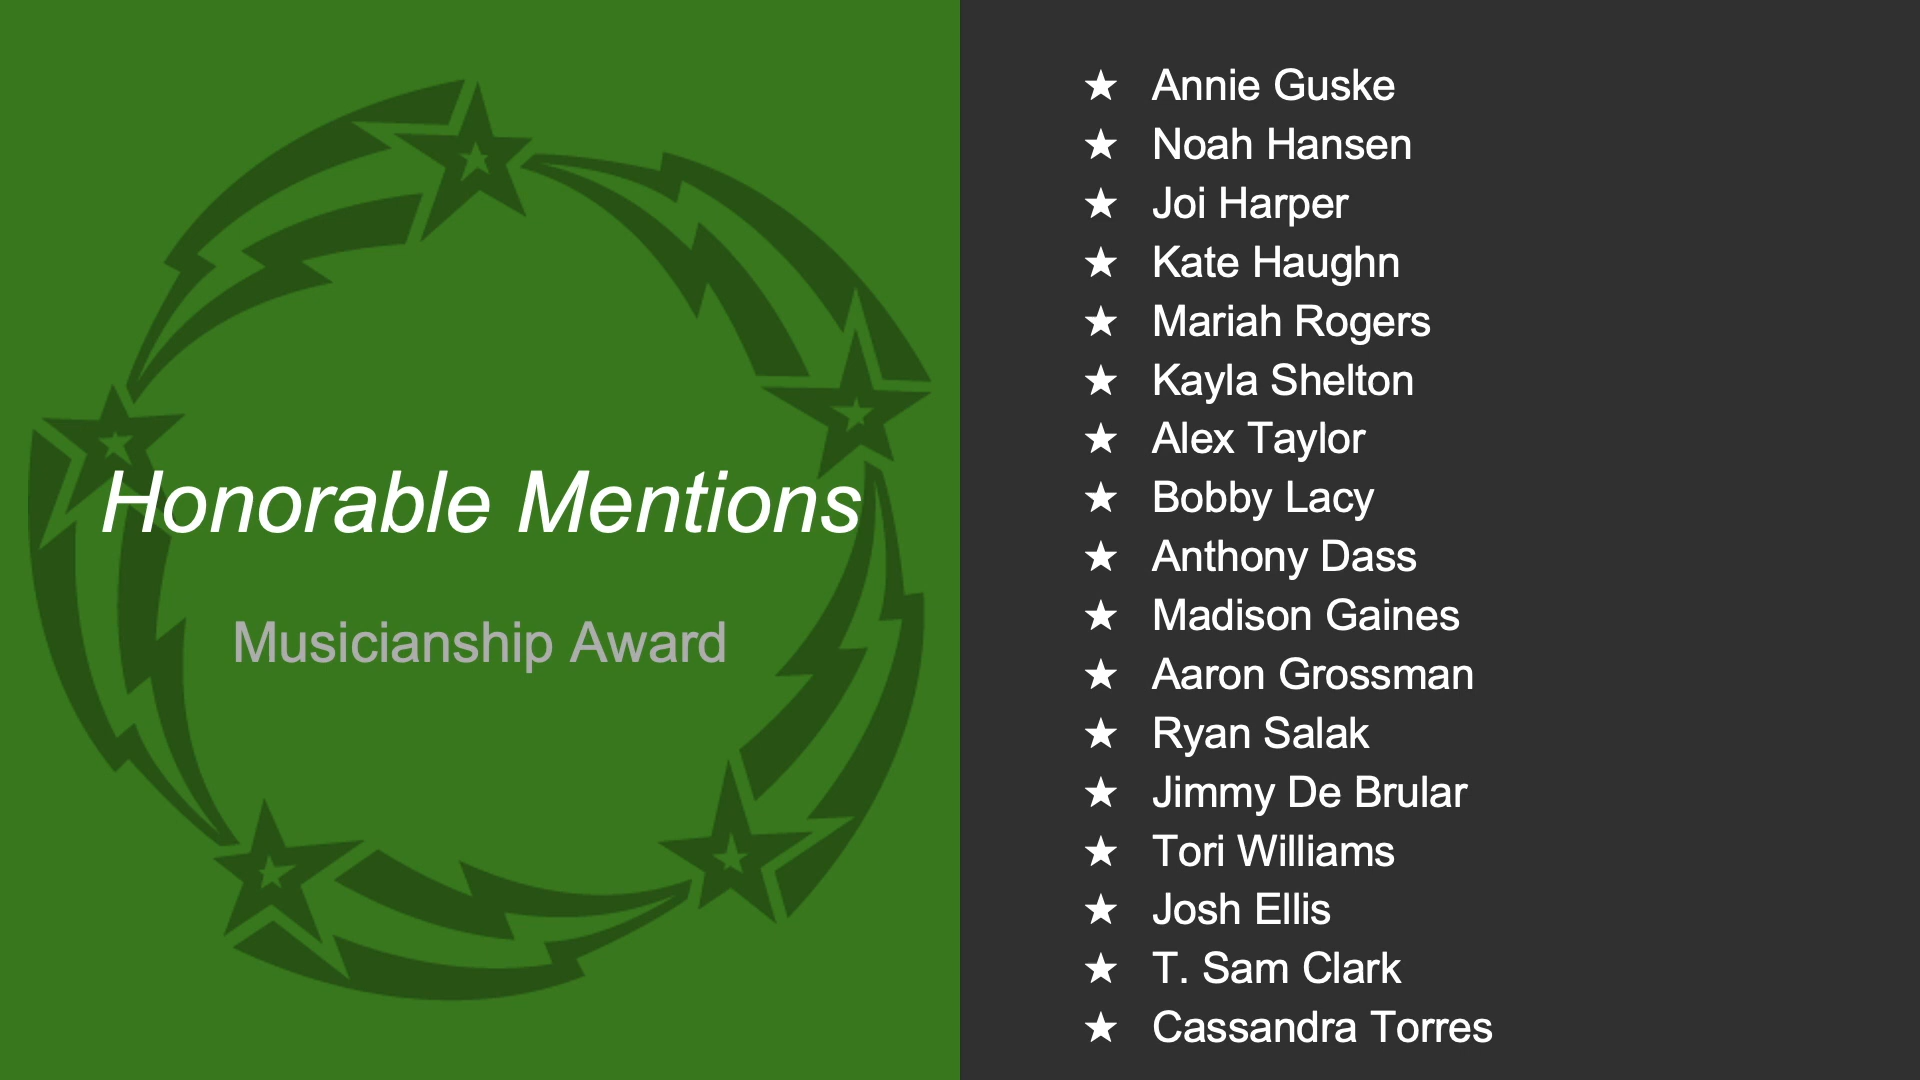 Honorable Mentions
Musicianship Award
★ Annie Guske
★ Noah Hansen
★ Joi Harper
★ Kate Haughn
★ Mariah Rogers
★ Kayla Shelton
★ Alex Taylor
★ Bobby Lacy
★ Anthony Dass
★ Madison Gaines
★ Aaron Grossman
★ Ryan Salak
★ Jimmy De Brular
★ Tori Williams
★ Josh Ellis
★ T. Sam Clark
★ Cassandra Torres